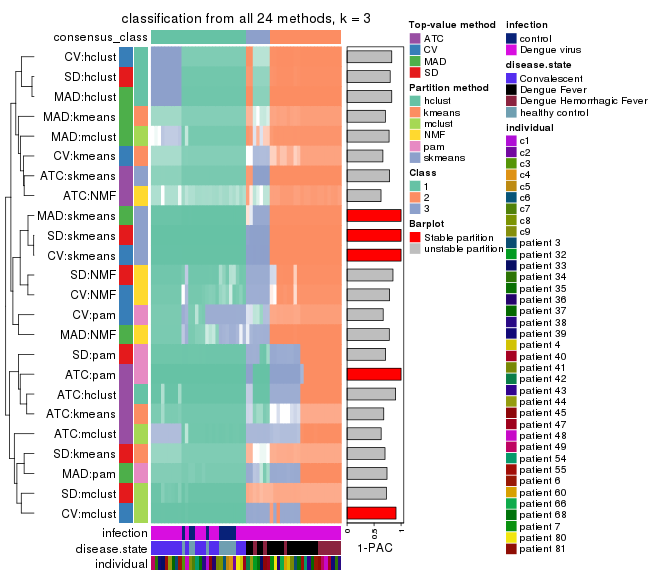 classification from all 24 methods, k = 3
consensus_class
CV:hclust
SD:hclust
MAD:hclust
MAD:kmeans
MAD:mclust
CV:kmeans
ATC:skmeans
ATC:NMF
MAD:skmeans
SD:skmeans
CV:skmeans
SD:NMF
CV:NMF
CV:pam
MAD:NMF
SD:pam
ATC:pam
ATC:hclust
ATC:kmeans
ATC:mclust
SD:kmeans
MAD:pam
SD:mclust
CV:mclust
infection
disease.state
individual
0
0.5
1
1-PAC
Top-value method
ATC
CV
MAD
SD
Partition method
hclust
kmeans
mclust
NMF
pam
skmeans
Class
1
2
3
Barplot
Stable partition
unstable partition
infection
control
Dengue virus
disease.state
Convalescent
Dengue Fever
Dengue Hemorrhagic Fever
healthy control
individual
c1
c2
c3
c4
c5
c6
c7
c8
c9
patient 3
patient 32
patient 33
patient 34
patient 35
patient 36
patient 37
patient 38
patient 39
patient 4
patient 40
patient 41
patient 42
patient 43
patient 44
patient 45
patient 47
patient 48
patient 49
patient 54
patient 55
patient 6
patient 60
patient 66
patient 68
patient 7
patient 80
patient 81